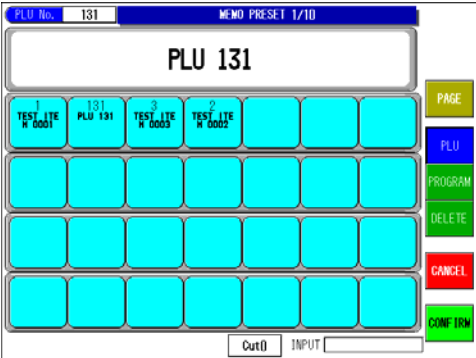 PLU No. 131 MEMO PRESET 1/10
PLU 131
PAGE
1 131 3 2
TEST ITE PLU 131 TEST ITE TEST ITE
M 0001 M 0003 M 0002
PLU
PROGRAM
DELETE
CANCEL
CONFIRM
Cut() INPUT